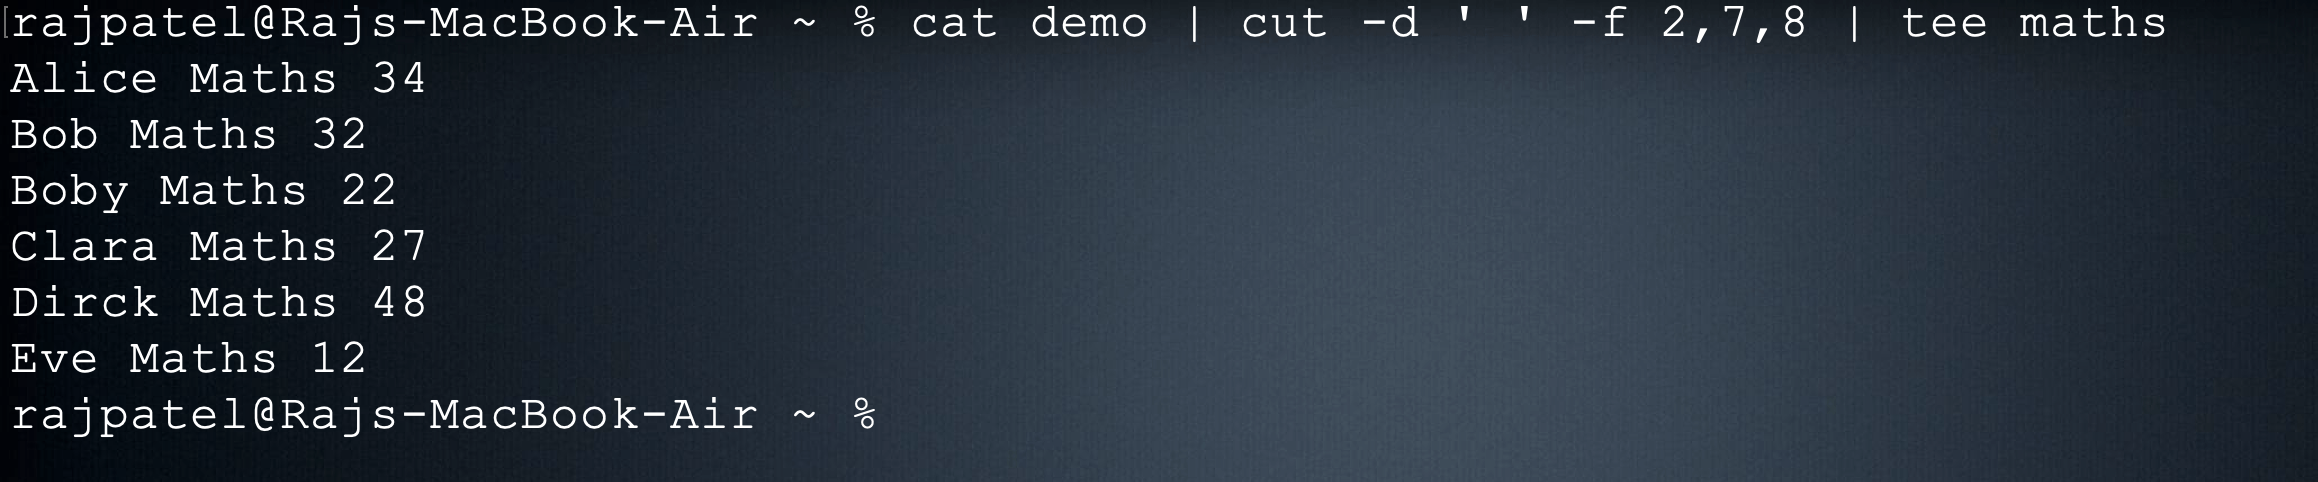 rajpatel@Rajs-MacBook-Air ~ % cat demo | cut -d ' ' -f 2,7,8 | tee maths
Alice Maths 34
Bob Maths 32
Boby Maths 22
Clara Maths 27
Dirck Maths 48
Eve Maths 12
rajpatel@Rajs-MacBook-Air ~ %